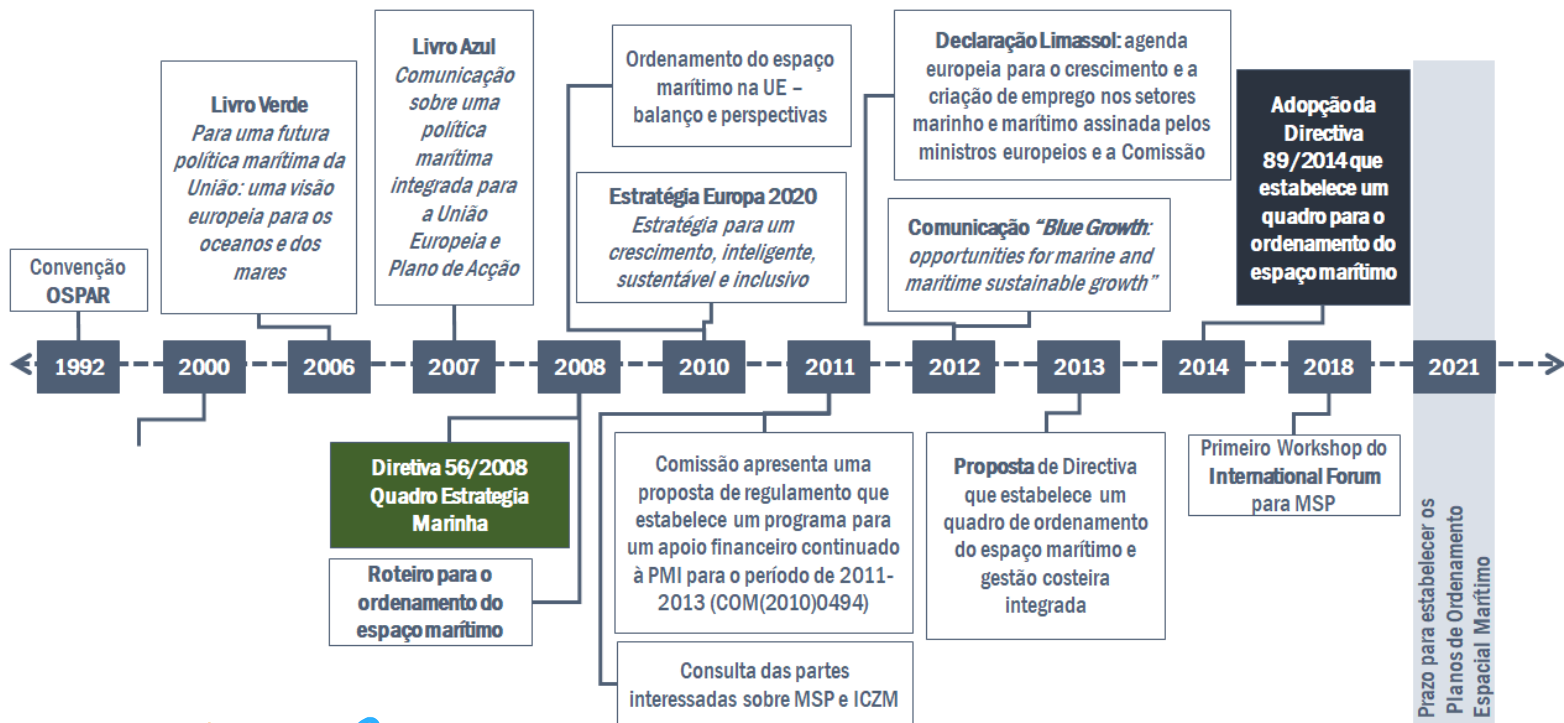 Convenção
OSPAR
Livro Verde
Para uma futura
política marítima da
União: uma visão
europeia para os
oceanos e dos
mares
Livro Azul
Comunicação
sobre uma
política
marítima
integrada para
a União
Europeia e
Plano de Acção
Ordenamento do espaço
marítimo na UE –
balanço e perspectivas
Estratégia Europa 2020
Estratégia para um
crescimento, inteligente,
sustentável e inclusivo
Declaração Limassol: agenda
europeia para o crescimento e a
criação de emprego nos setores
marinho e marítimo assinada pelos
ministros europeios e a Comissão
Comunicação “Blue Growth:
opportunities for marine and
maritime sustainable growth”
Adopção da
Directiva
89/2014 que
estabelece um
quadro para o
ordenamento do
espaço marítimo
1992 2000 2006 2007 2008 2010 2011 2012 2013 2014 2018 2021
Diretiva 56/2008
Quadro Estrategia
Marinha
Roteiro para o
ordenamento do
espaço marítimo
Comissão apresenta uma
proposta de regulamento que
estabelece um programa para
um apoio financeiro continuado
à PMI para o período de 2011-
2013 (COM(2010)0494)
Consulta das partes
interessadas sobre MSP e ICZM
Proposta de Directiva
que estabelece um
quadro de ordenamento
do espaço marítimo e
gestão costeira
integrada
Primeiro Workshop do
International Forum
para MSP
Prazo para estabelecer os
Planos de Ordenamento
Espacial Marítimo